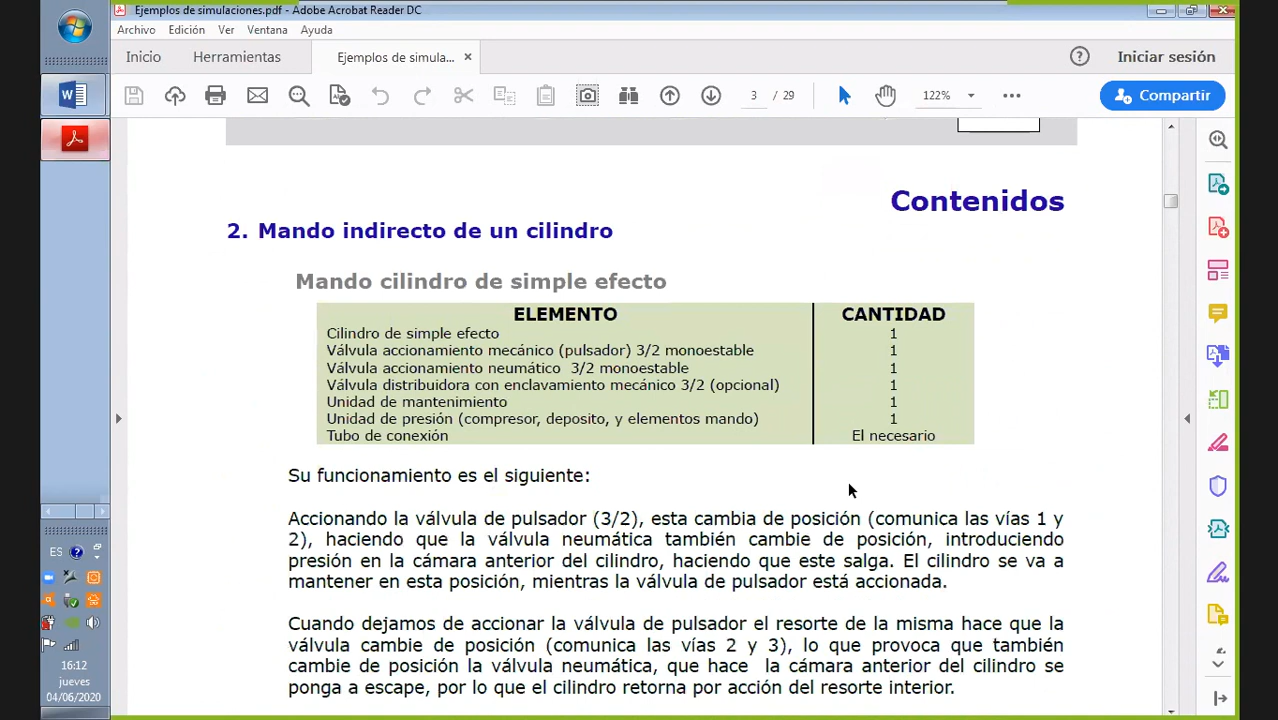 Ejemplos de simulaciones.pdf - Adobe Acrobat Reader DC
Archivo Edición Ver Ventana Ayuda
Inicio Herramientas Ejemplos de simula... × Iniciar sesión
3 / 29 122% Compartir
Contenidos
2. Mando indirecto de un cilindro
Mando cilindro de simple efecto
ELEMENTO CANTIDAD
Cilindro de simple efecto 1
Válvula accionamiento mecánico (pulsador) 3/2 monoestable 1
Válvula accionamiento neumático 3/2 monoestable 1
Válvula distribuidora con enclavamiento mecánico 3/2 (opcional) 1
Unidad de mantenimiento 1
Unidad de presión (compresor, deposito, y elementos mando) 1
Tubo de conexión El necesario
Su funcionamiento es el siguiente:
Accionando la válvula de pulsador (3/2), esta cambia de posición (comunica las vías 1 y
2), haciendo que la válvula neumática también cambie de posición, introduciendo
presión en la cámara anterior del cilindro, haciendo que este salga. El cilindro se va a
mantener en esta posición, mientras la válvula de pulsador está accionada.
Cuando dejamos de accionar la válvula de pulsador el resorte de la misma hace que la
válvula cambie de posición (comunica las vías 2 y 3), lo que provoca que también
cambie de posición la válvula neumática, que hace la cámara anterior del cilindro se
ponga a escape, por lo que el cilindro retorna por acción del resorte interior.
ES
16:12
jueves
04/06/2020